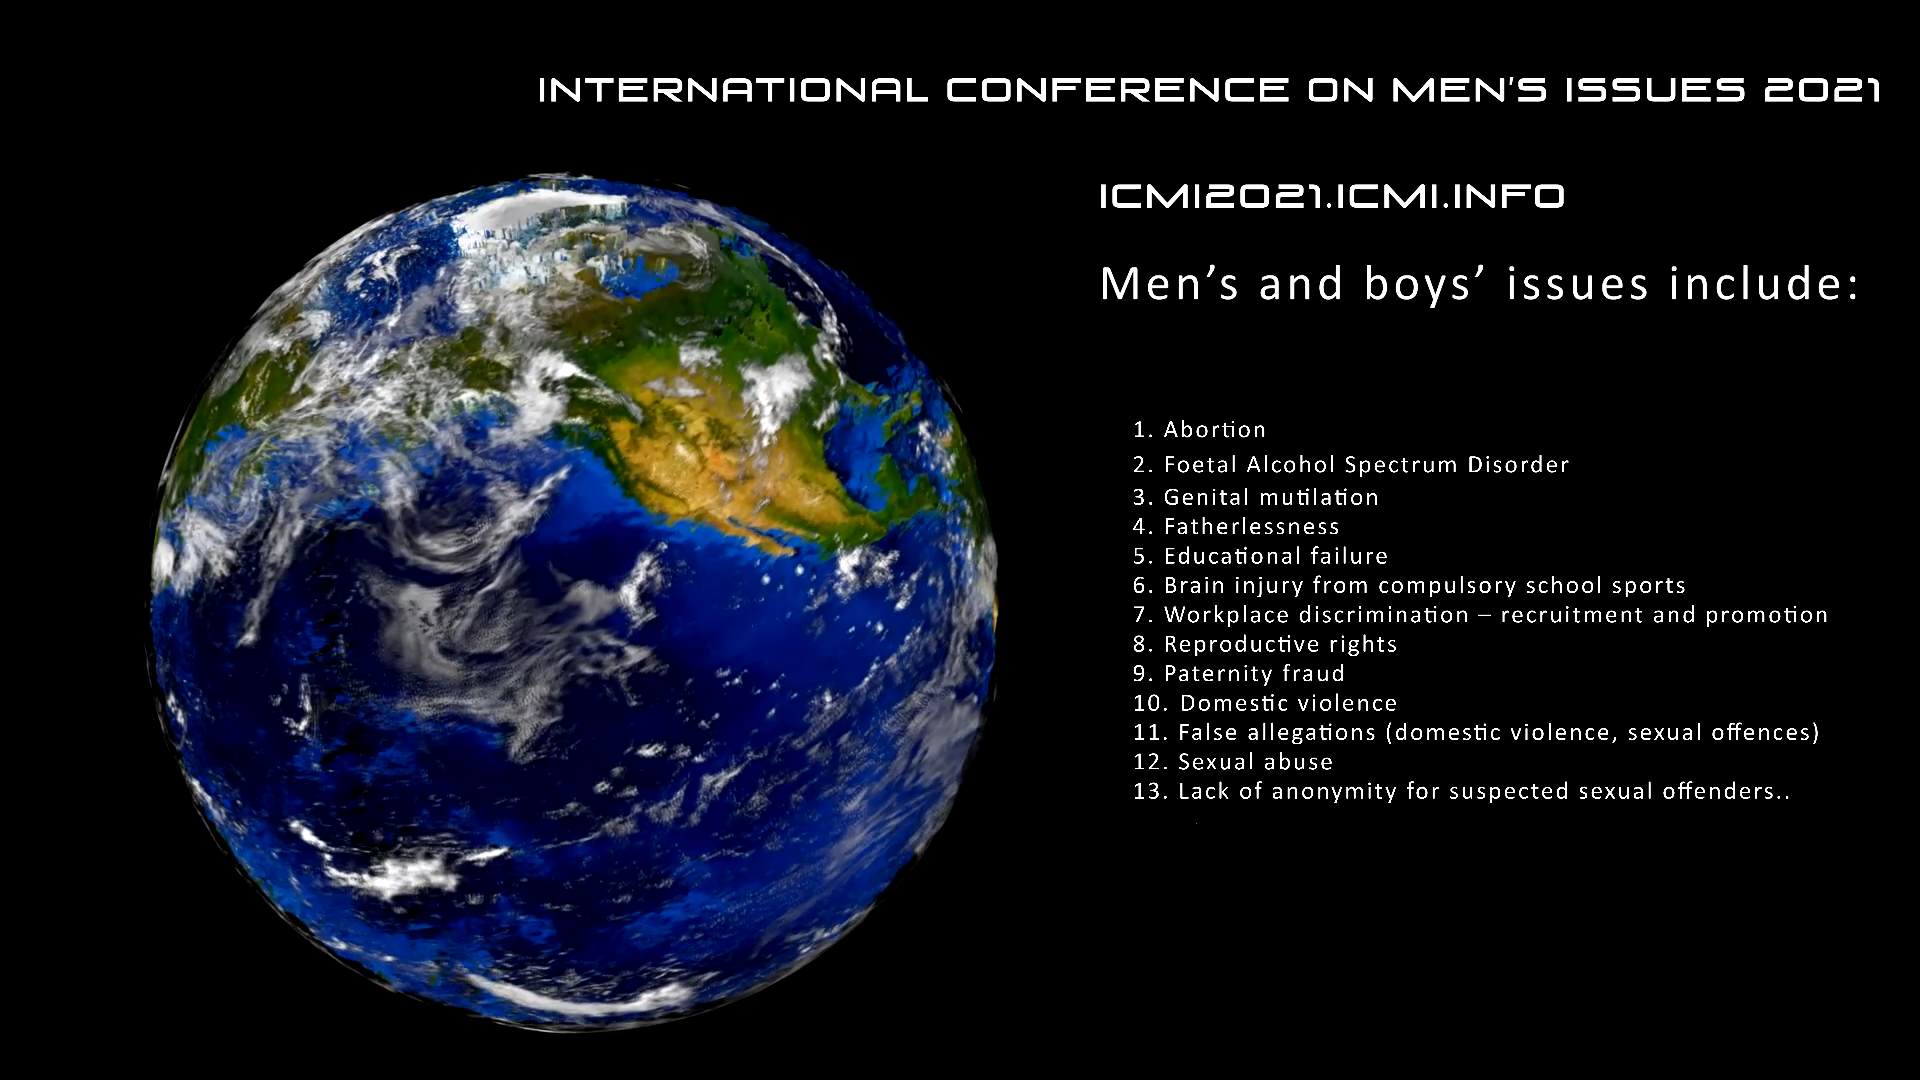 INTERNATIONAL CONFERENCE ON MEN'S ISSUES 2021
ICMI2021.ICMI.INFO
Men’s and boys’ issues include:
1. Abortion
2. Foetal Alcohol Spectrum Disorder
3. Genital mutilation
4. Fatherlessness
5. Educational failure
6. Brain injury from compulsory school sports
7. Workplace discrimination – recruitment and promotion
8. Reproductive rights
9. Paternity fraud
10. Domestic violence
11. False allegations (domestic violence, sexual offences)
12. Sexual abuse
13. Lack of anonymity for suspected sexual offenders..